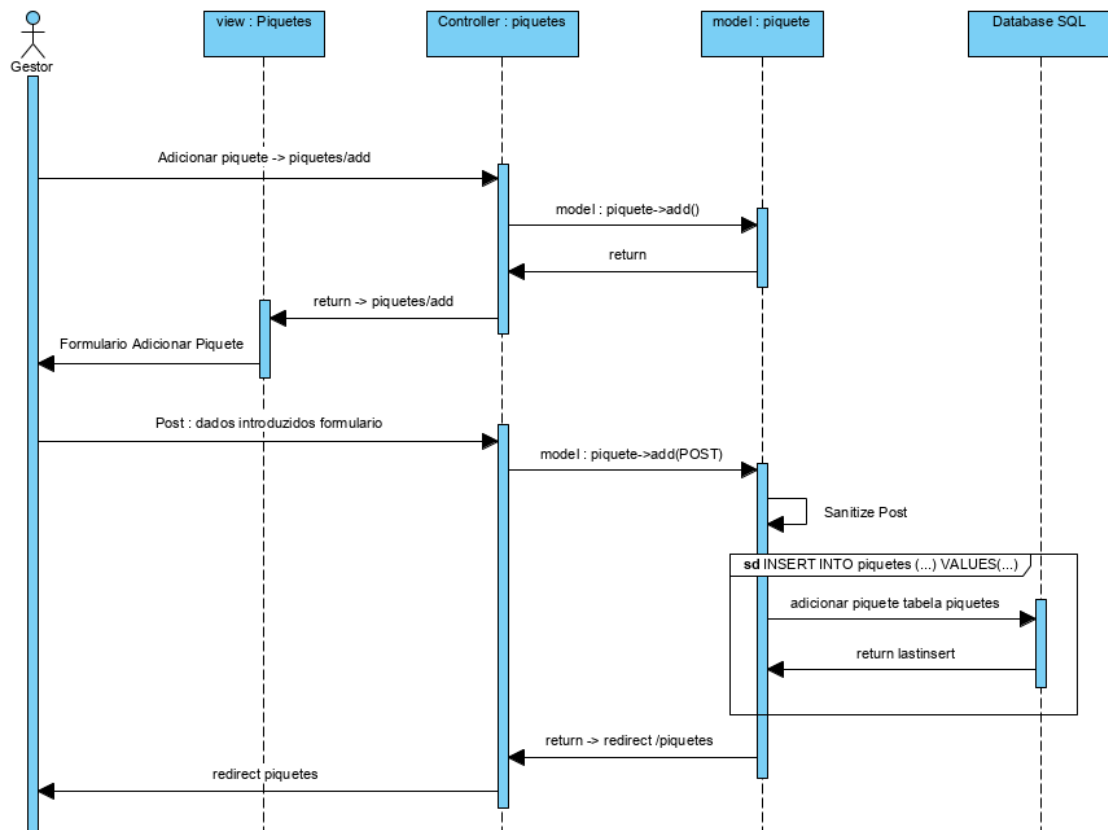 view : Piquetes
Controller : piquetes
model : piquete
Database SQL
Gestor
Adicionar piquete -> piquetes/add
model : piquete->add()
return
return -> piquetes/add
Formulario Adicionar Piquete
Post : dados introduzidos formulario
model : piquete->add(POST)
Sanitize Post
sd INSERT INTO piquetes (...) VALUES(...)
adicionar piquete tabela piquetes
return lastinsert
return -> redirect /piquetes
redirect piquetes